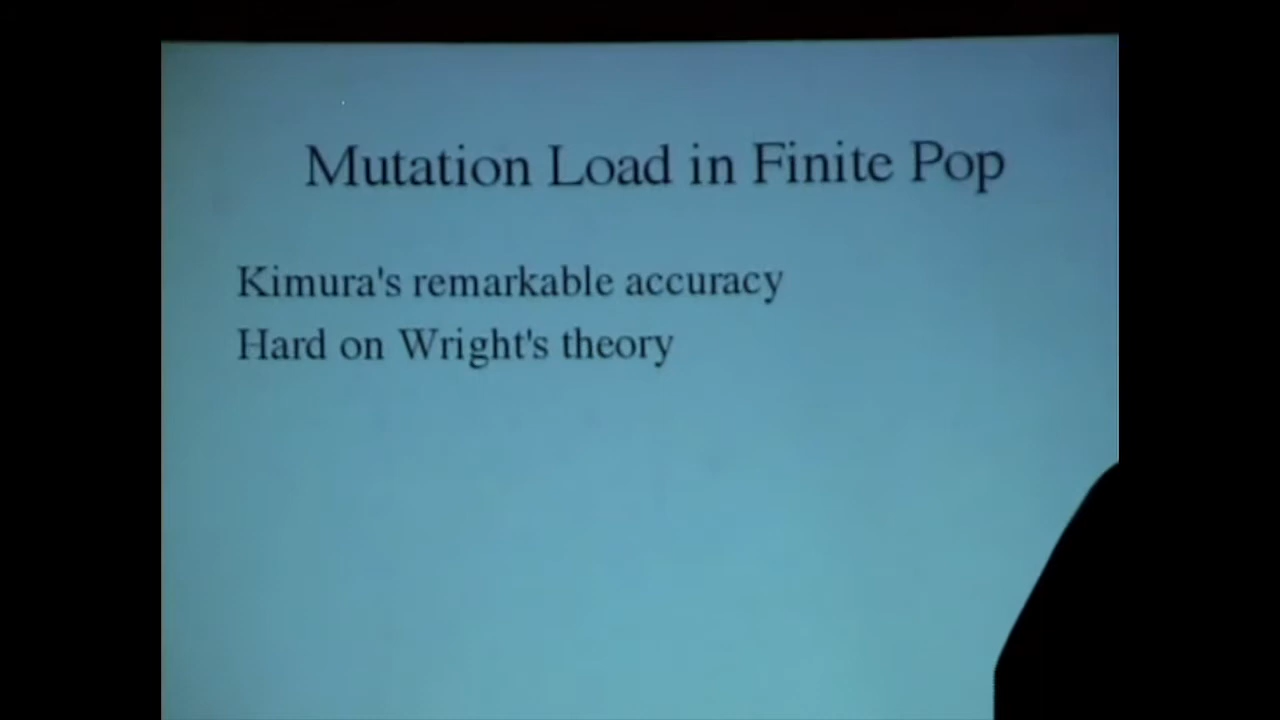 Mutation Load in Finite Pop
Kimura's remarkable accuracy
Hard on Wright's theory